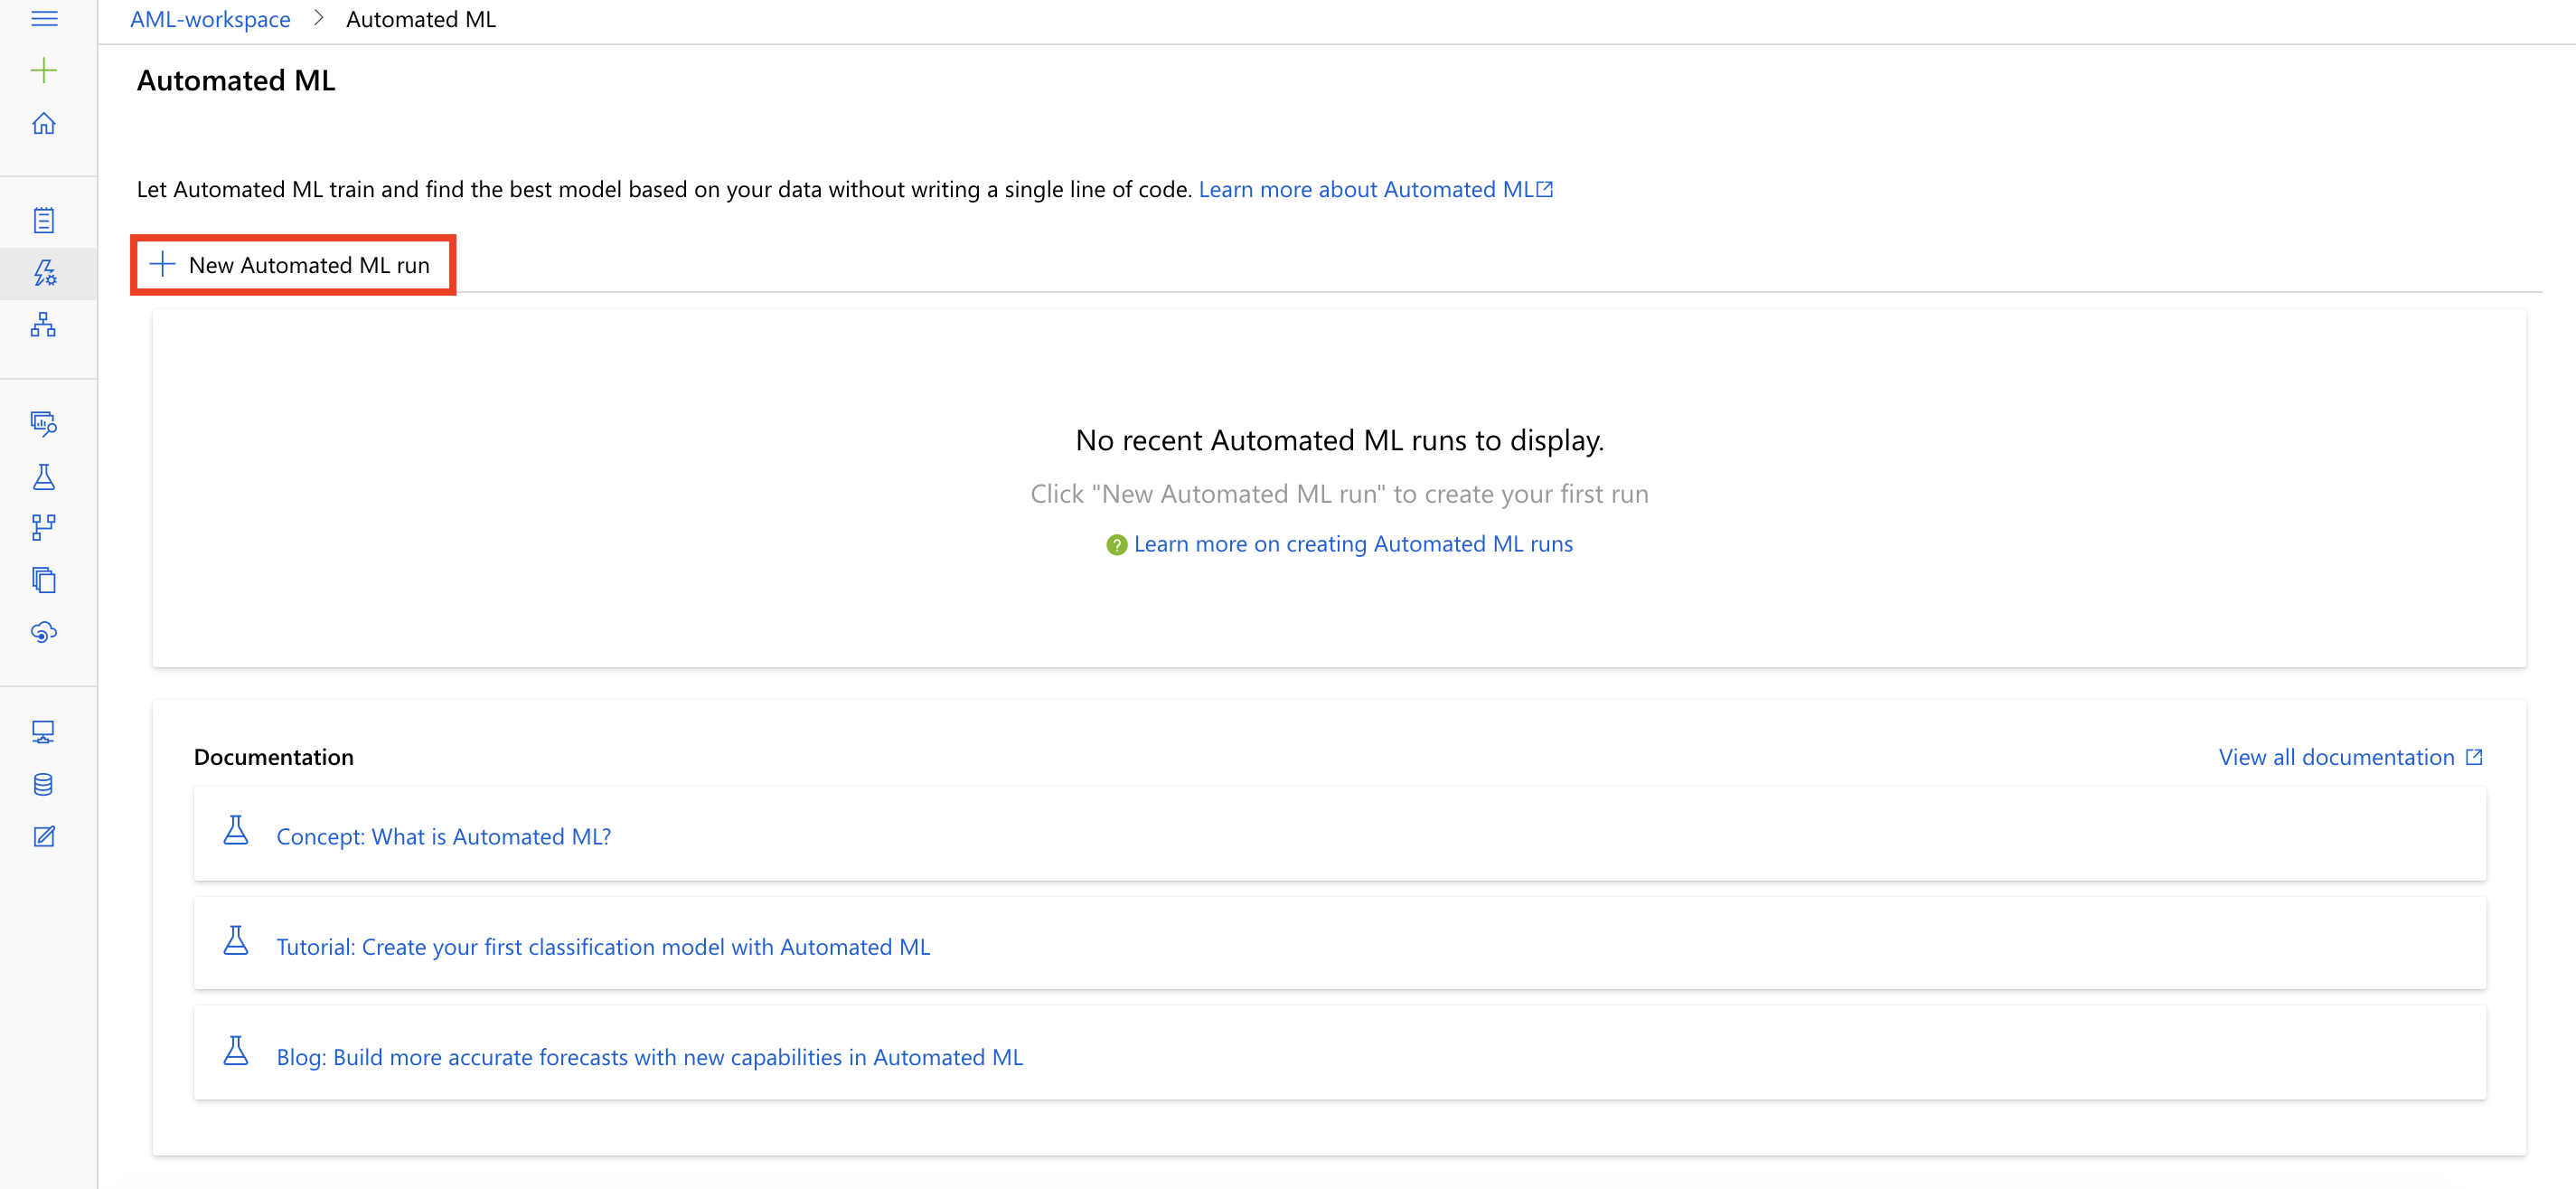 AML-workspace > Automated ML
Automated ML
Let Automated ML train and find the best model based on your data without writing a single line of code. Learn more about Automated ML
New Automated ML run
No recent Automated ML runs to display.
Click "New Automated ML run" to create your first run
? Learn more on creating Automated ML runs
Documentation
View all documentation
Concept: What is Automated ML?
Tutorial: Create your first classification model with Automated ML
Blog: Build more accurate forecasts with new capabilities in Automated ML